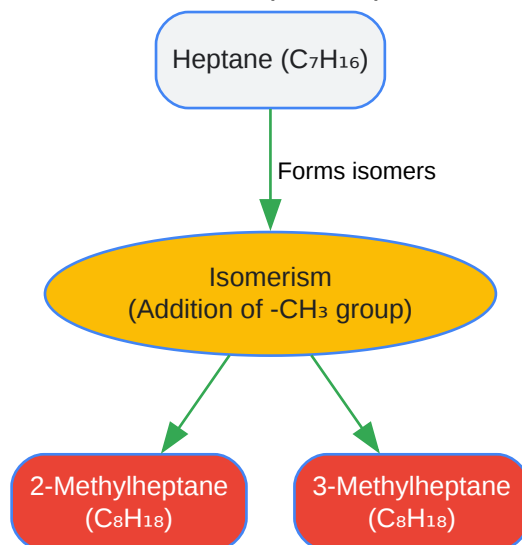 Heptane (C₇H₁₆)
Forms isomers
Isomerism
(Addition of -CH₃ group)
2-Methylheptane
(C₈H₁₈)
3-Methylheptane
(C₈H₁₈)